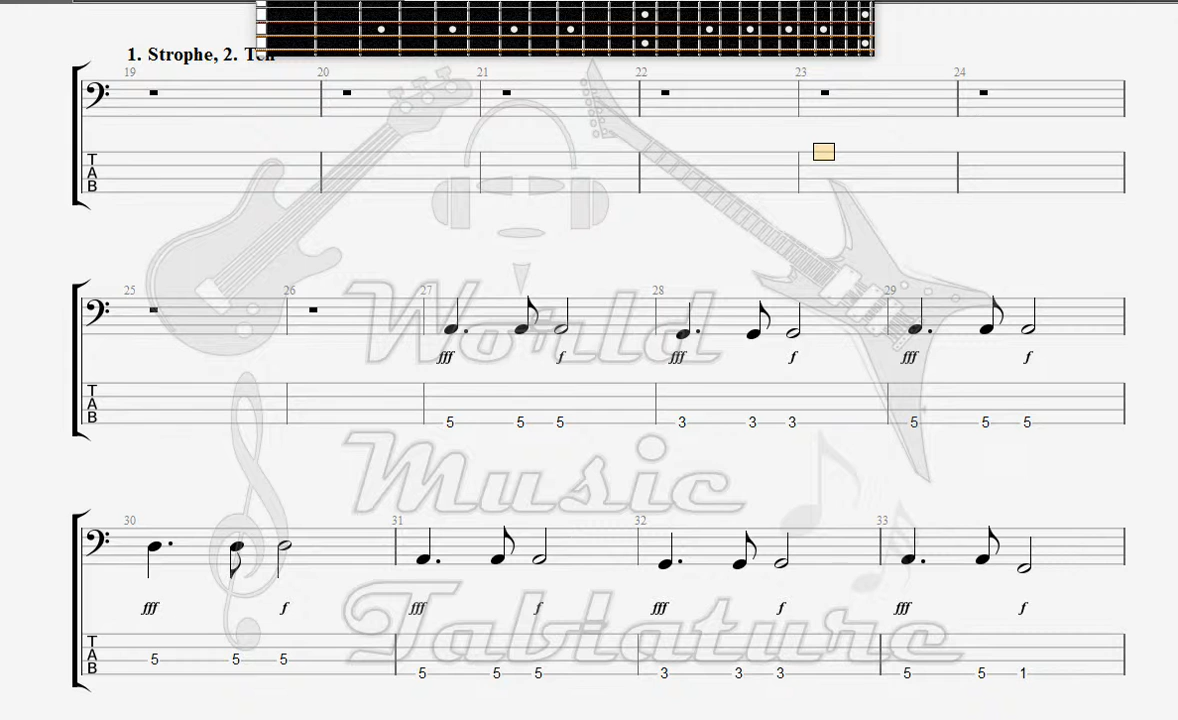 1. Strophe, 2. Teil
19 20 21 22 23 24
T
A
B
25 26 27 28 29
World
fff f fff f fff f
T
A
B
5 5 5 3 3 3 5 5 5
Music
30 31 32 33
fff f fff f fff f fff f
Tablature
T
A
B
5 5 5 5 5 5 3 3 3 5 5 1